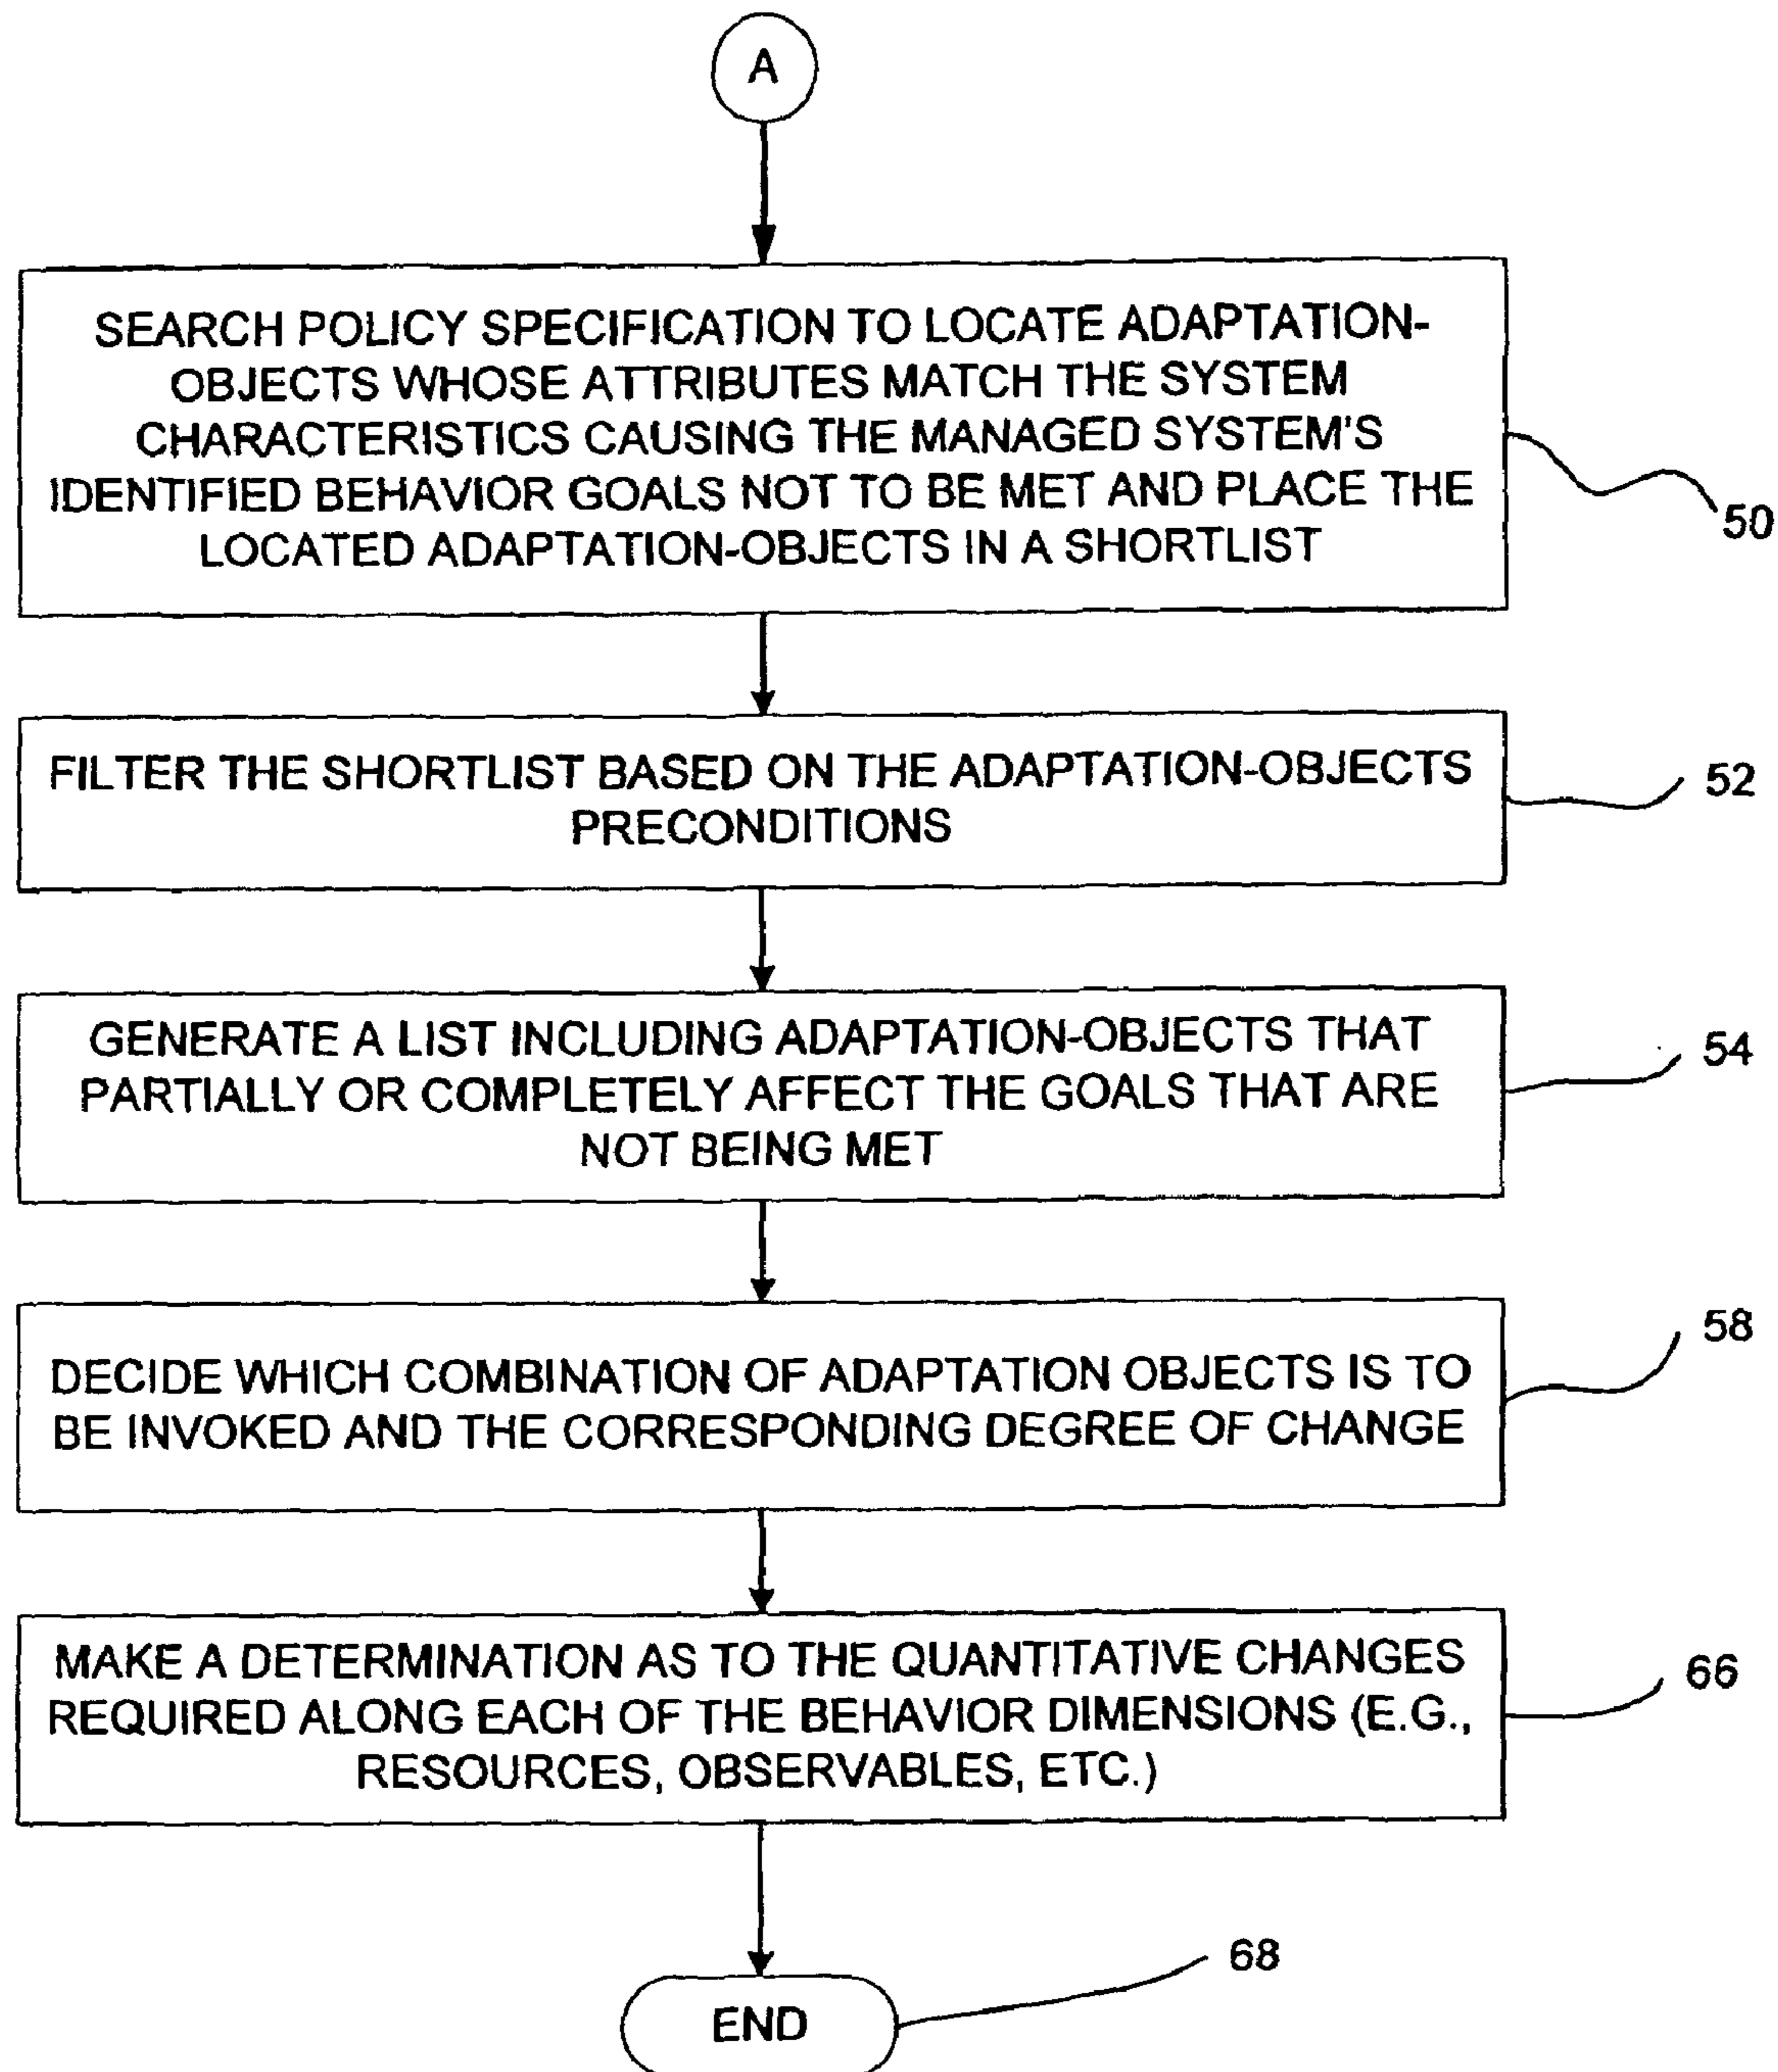 A
SEARCH POLICY SPECIFICATION TO LOCATE ADAPTATION-
OBJECTS WHOSE ATTRIBUTES MATCH THE SYSTEM
CHARACTERISTICS CAUSING THE MANAGED SYSTEM'S
IDENTIFIED BEHAVIOR GOALS NOT TO BE MET AND PLACE THE
LOCATED ADAPTATION-OBJECTS IN A SHORTLIST
50
FILTER THE SHORTLIST BASED ON THE ADAPTATION-OBJECTS
PRECONDITIONS
52
GENERATE A LIST INCLUDING ADAPTATION-OBJECTS THAT
PARTIALLY OR COMPLETELY AFFECT THE GOALS THAT ARE
NOT BEING MET
54
DECIDE WHICH COMBINATION OF ADAPTATION OBJECTS IS TO
BE INVOKED AND THE CORRESPONDING DEGREE OF CHANGE
58
MAKE A DETERMINATION AS TO THE QUANTITATIVE CHANGES
REQUIRED ALONG EACH OF THE BEHAVIOR DIMENSIONS (E.G.,
RESOURCES, OBSERVABLES, ETC.)
66
END
68